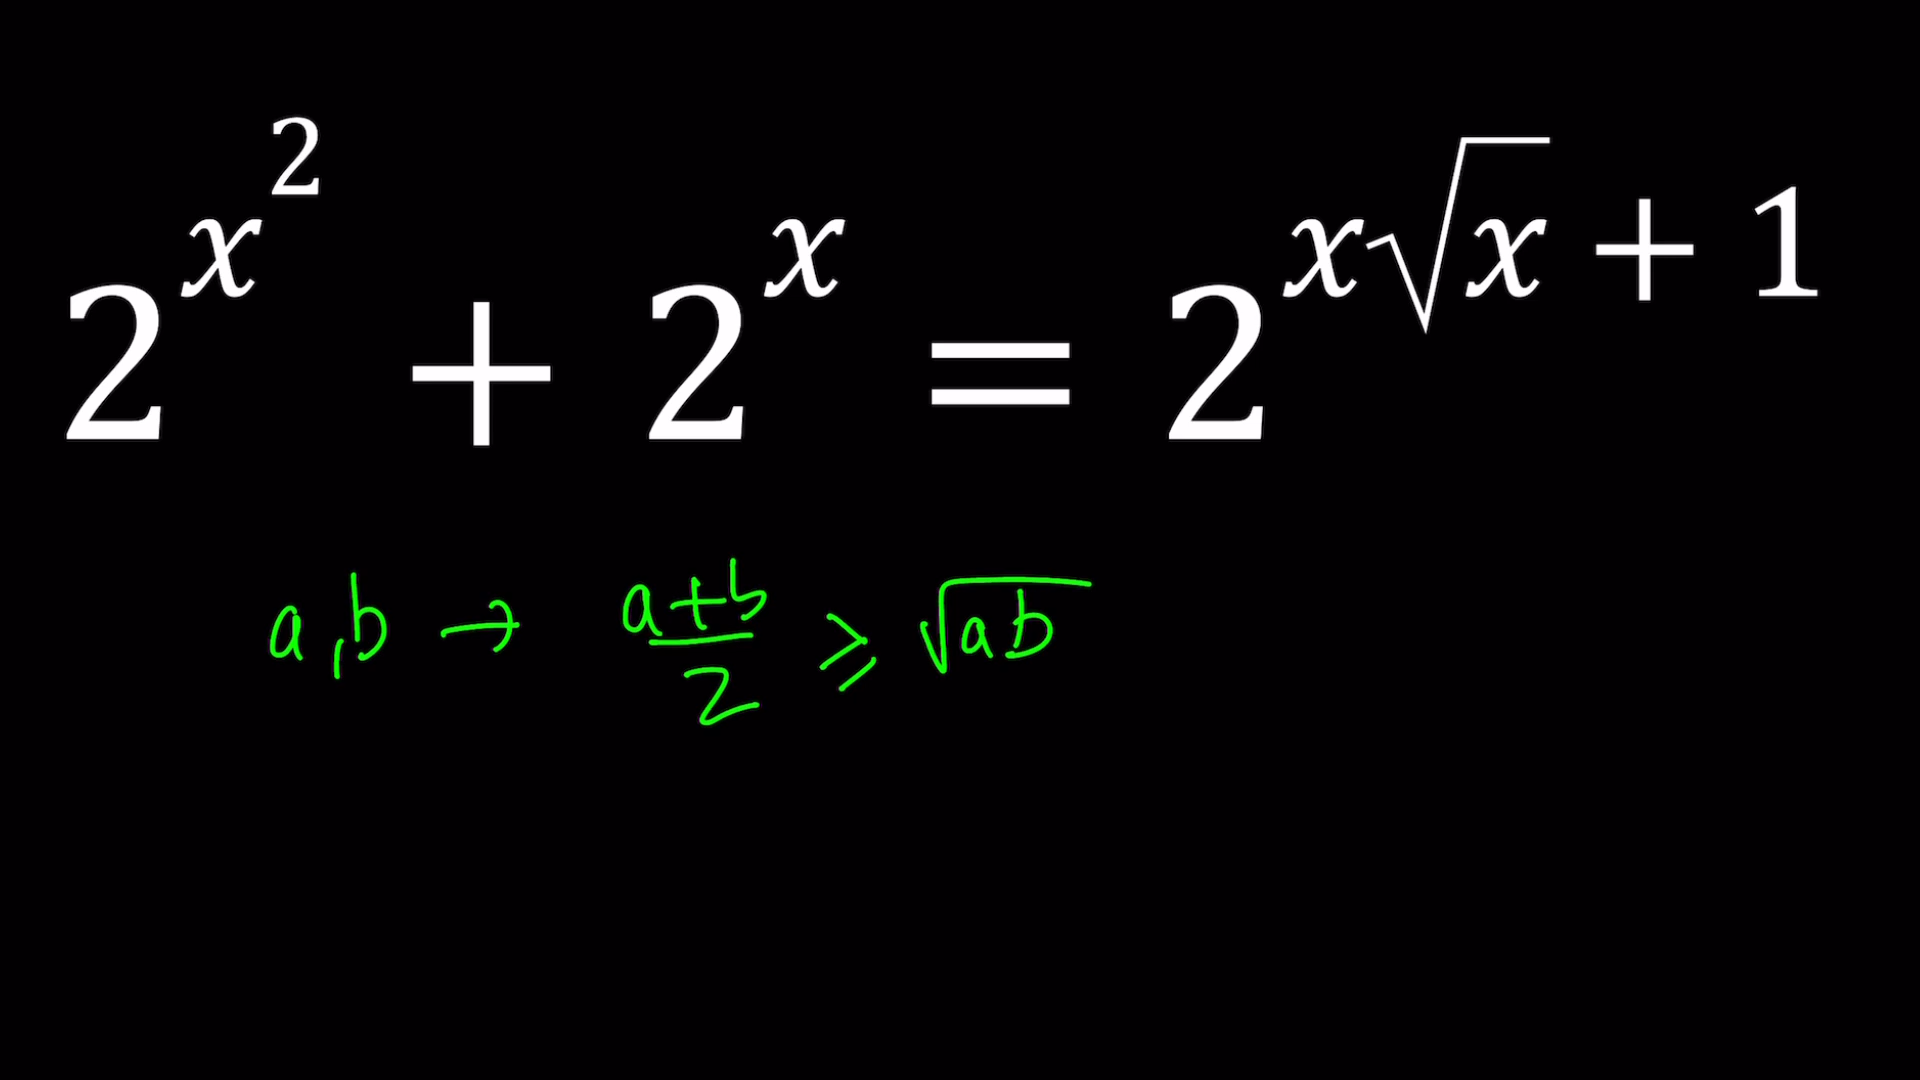 2^{x^2} + 2^x = 2^{x√x + 1}
a,b → (a+b)/2 ≥ √(ab)